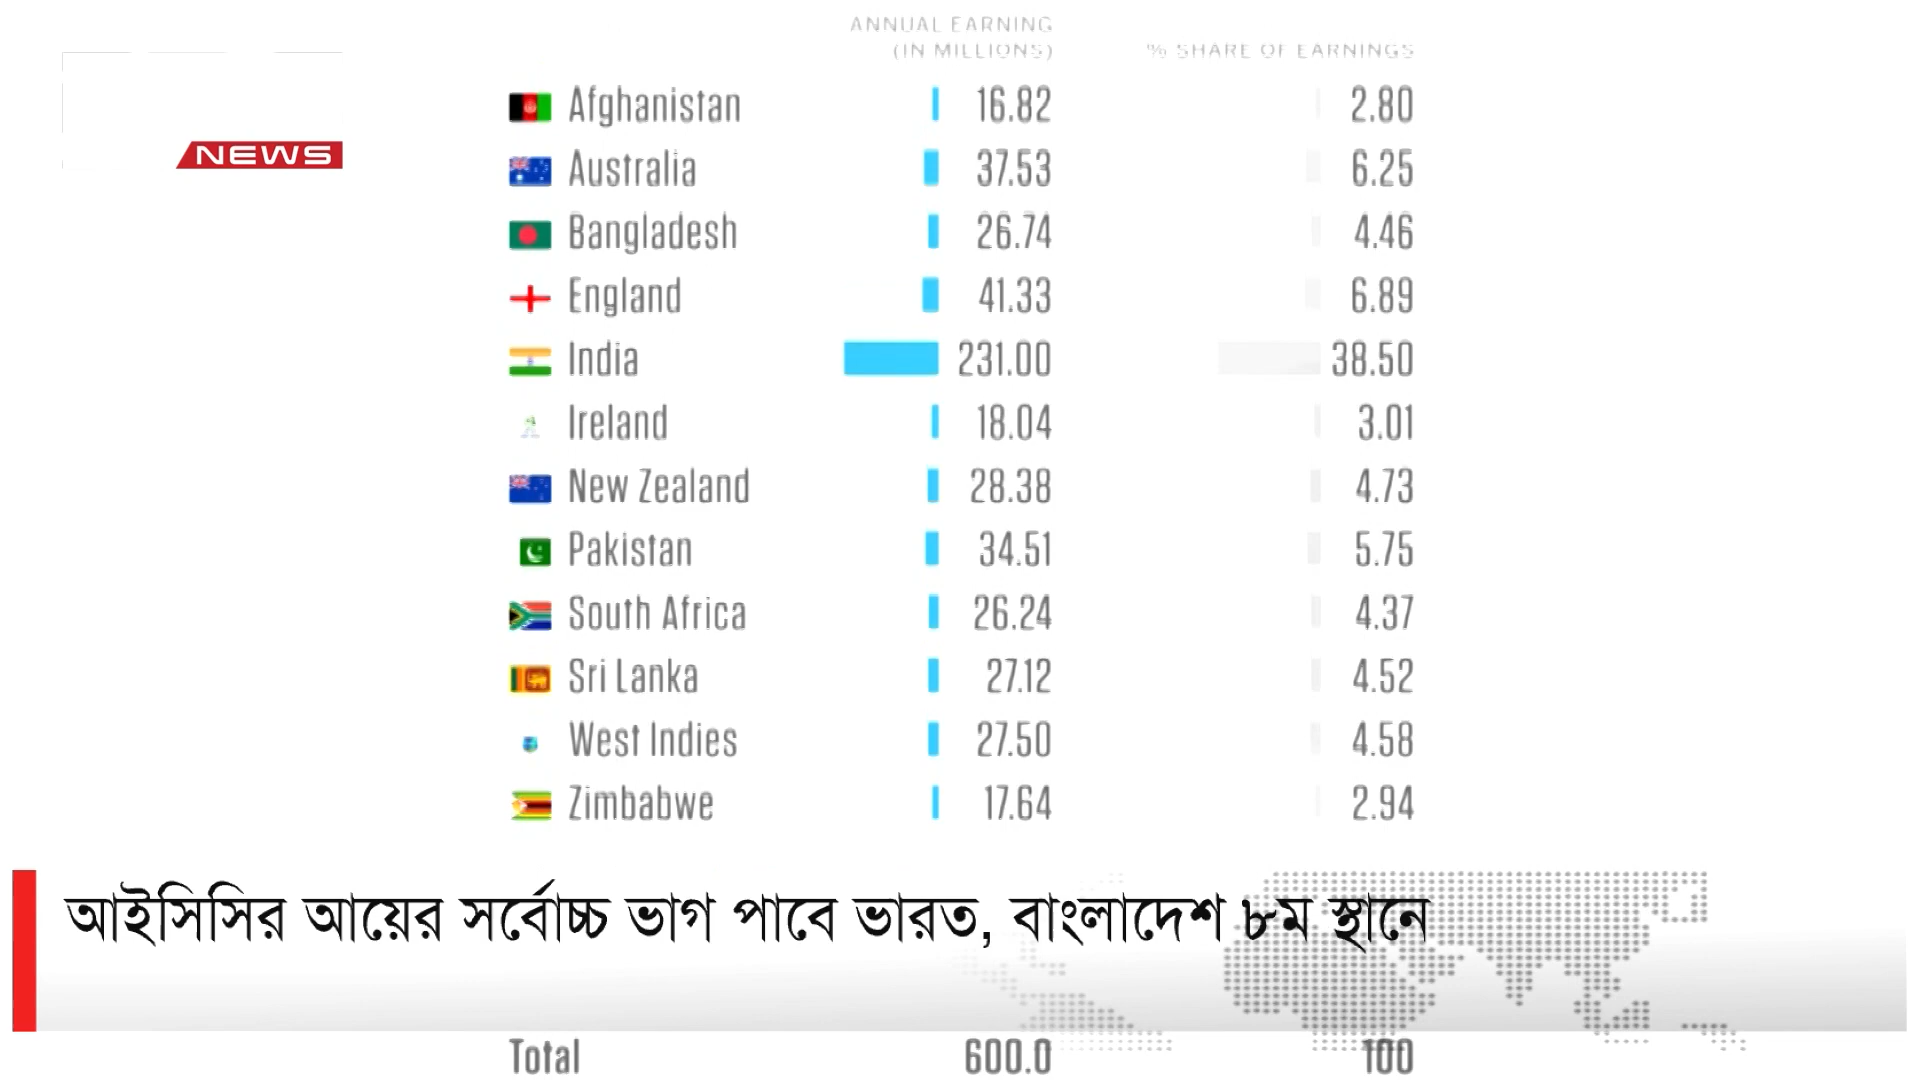 ANNUAL EARNING
(IN MILLIONS) % SHARE OF EARNINGS
NEWS
Afghanistan 16.82 2.80
Australia 37.53 6.25
Bangladesh 26.74 4.46
England 41.33 6.89
India 231.00 38.50
Ireland 18.04 3.01
New Zealand 28.38 4.73
Pakistan 34.51 5.75
South Africa 26.24 4.37
Sri Lanka 27.12 4.52
West Indies 27.50 4.58
Zimbabwe 17.64 2.94
আইসিসির আয়ের সর্বোচ্চ ভাগ পাবে ভারত, বাংলাদেশ ৮ম স্থানে
Total 600.0 100